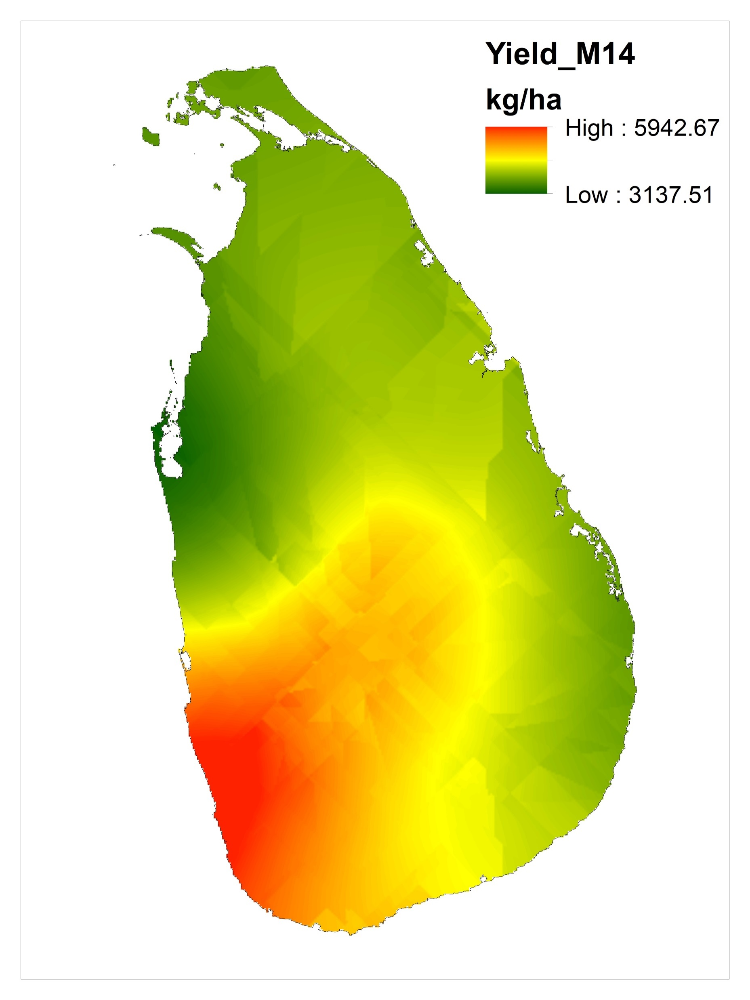 Yield_M14
kg/ha
High : 5942.67
Low : 3137.51